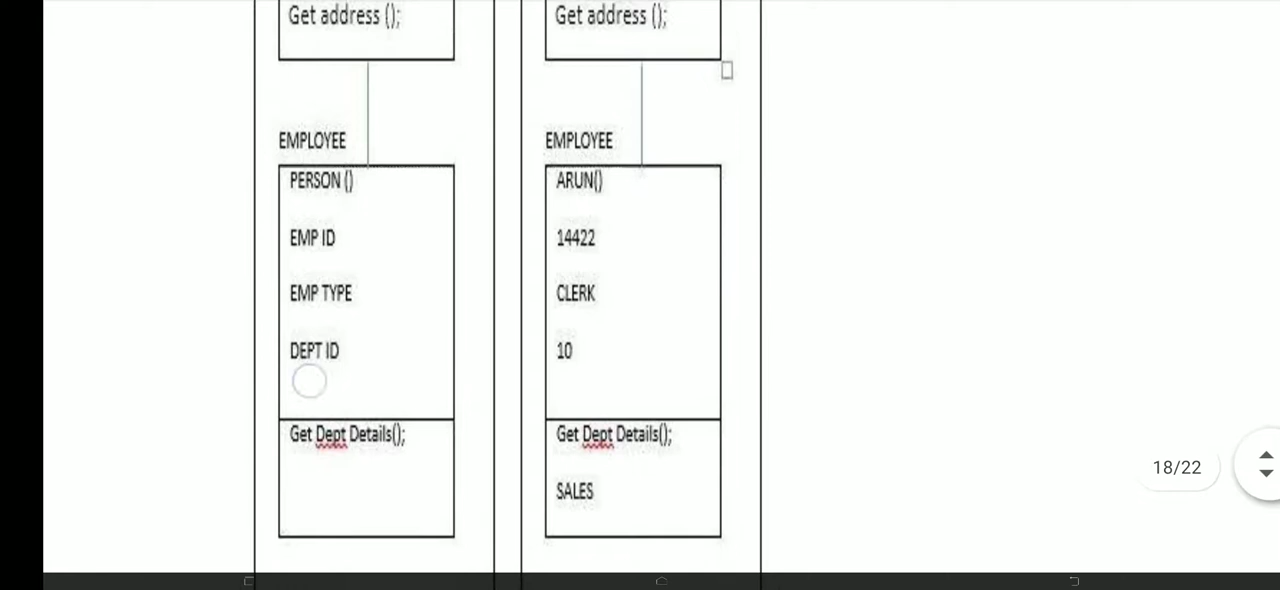 Get address ();
Get address ();
EMPLOYEE
PERSON ()
EMP ID
EMP TYPE
DEPT ID
Get Dept Details();
EMPLOYEE
ARUN()
14422
CLERK
10
Get Dept Details();
SALES
18/22